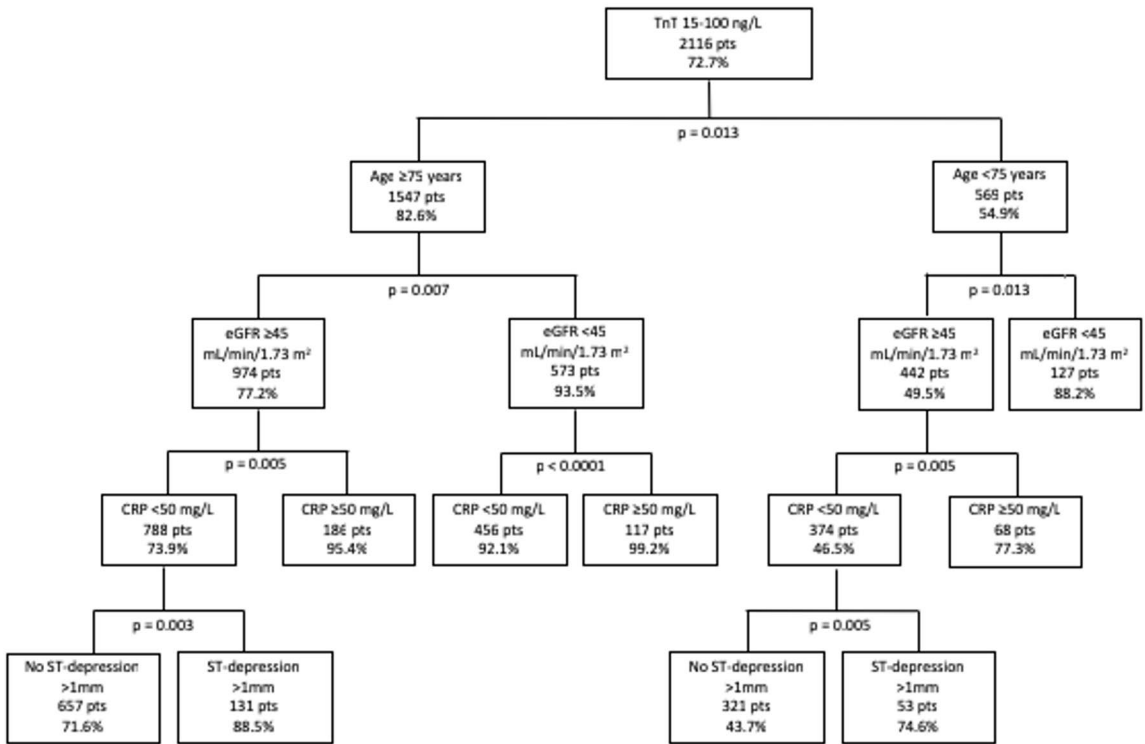 TnT 15-100 ng/L
2116 pts
72.7%
p = 0.013
Age ≥75 years
1547 pts
82.6%
Age <75 years
569 pts
54.9%
p = 0.007
p = 0.013
eGFR ≥45
mL/min/1.73 m²
974 pts
77.2%
eGFR <45
mL/min/1.73 m²
573 pts
93.5%
eGFR ≥45
mL/min/1.73 m²
442 pts
49.5%
eGFR <45
mL/min/1.73 m²
127 pts
88.2%
p = 0.005
p < 0.0001
p = 0.005
CRP <50 mg/L
788 pts
73.9%
CRP ≥50 mg/L
186 pts
95.4%
CRP <50 mg/L
456 pts
92.1%
CRP ≥50 mg/L
117 pts
99.2%
CRP <50 mg/L
374 pts
46.5%
CRP ≥50 mg/L
68 pts
77.3%
p = 0.003
p = 0.005
No ST-depression
>1mm
657 pts
71.6%
ST-depression
>1mm
131 pts
88.5%
No ST-depression
>1mm
321 pts
43.7%
ST-depression
>1mm
53 pts
74.6%